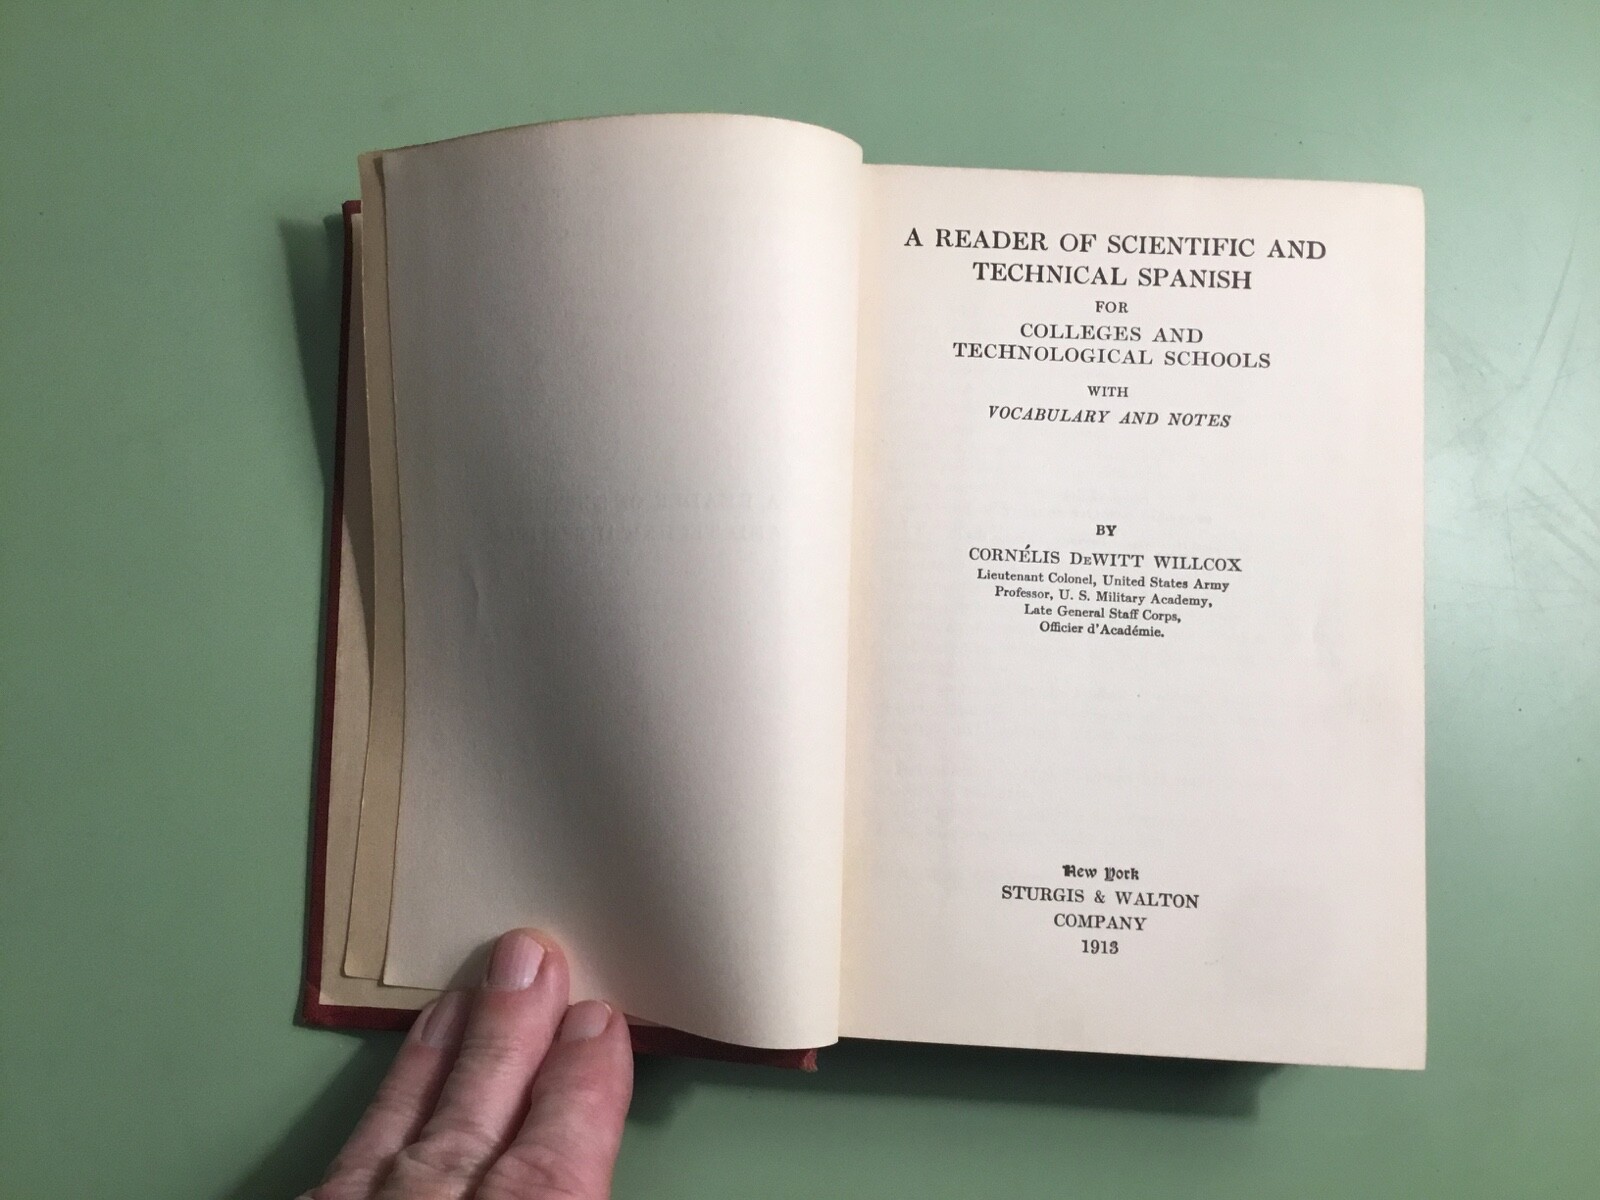 A READER OF SCIENTIFIC AND
TECHNICAL SPANISH
FOR
COLLEGES AND
TECHNOLOGICAL SCHOOLS
WITH
VOCABULARY AND NOTES
BY
CORNÉLIS DEWITT WILLCOX
Lieutenant Colonel, United States Army
Professor, U. S. Military Academy,
Late General Staff Corps,
Officier d'Académie.
New York
STURGIS & WALTON
COMPANY
1913